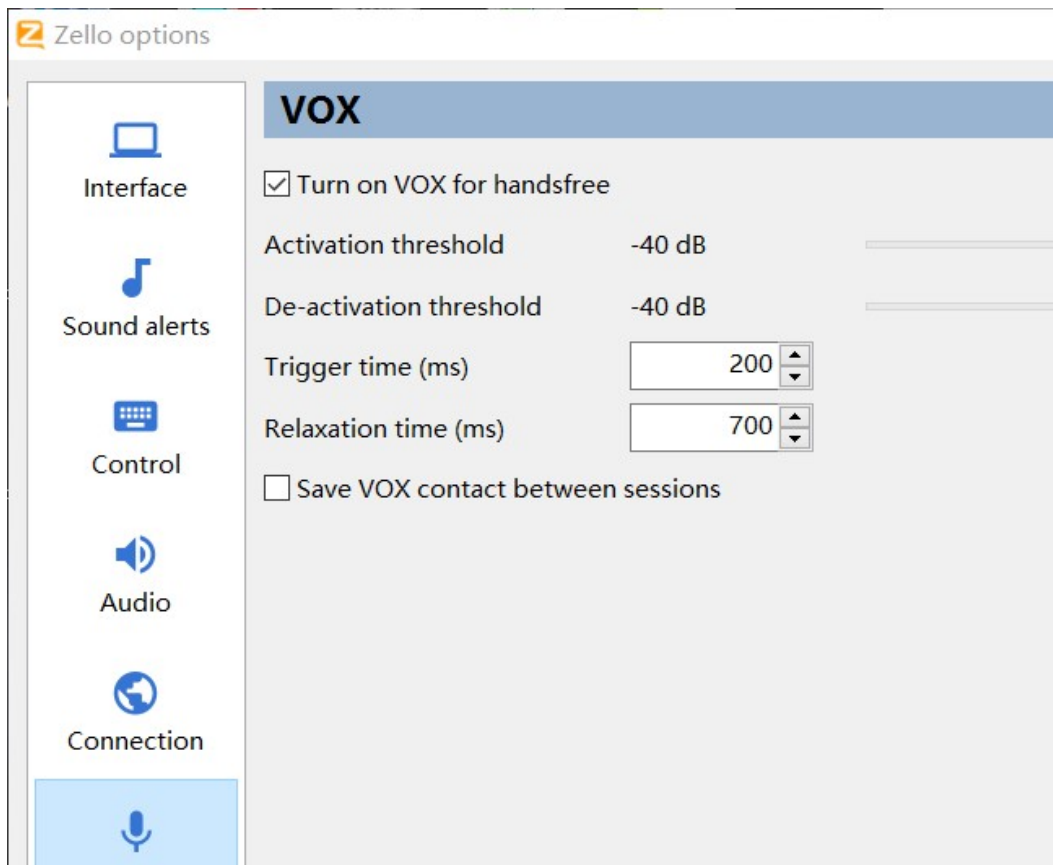 Zello options
VOX
Interface
Turn on VOX for handsfree
Activation threshold -40 dB
Sound alerts
De-activation threshold -40 dB
Trigger time (ms) 200
Control
Relaxation time (ms) 700
Save VOX contact between sessions
Audio
Connection